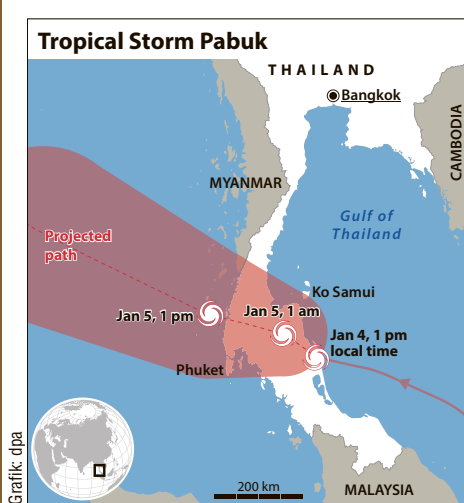 Tropical Storm Pabuk
THAILAND
Bangkok
CAMBODIA
MYANMAR
Gulf of
Thailand
Projected
path
Ko Samui
Jan 5, 1 pm
Jan 5, 1 am
Jan 4, 1 pm
local time
Phuket
200 km
MALAYSIA
Grafik: dpa